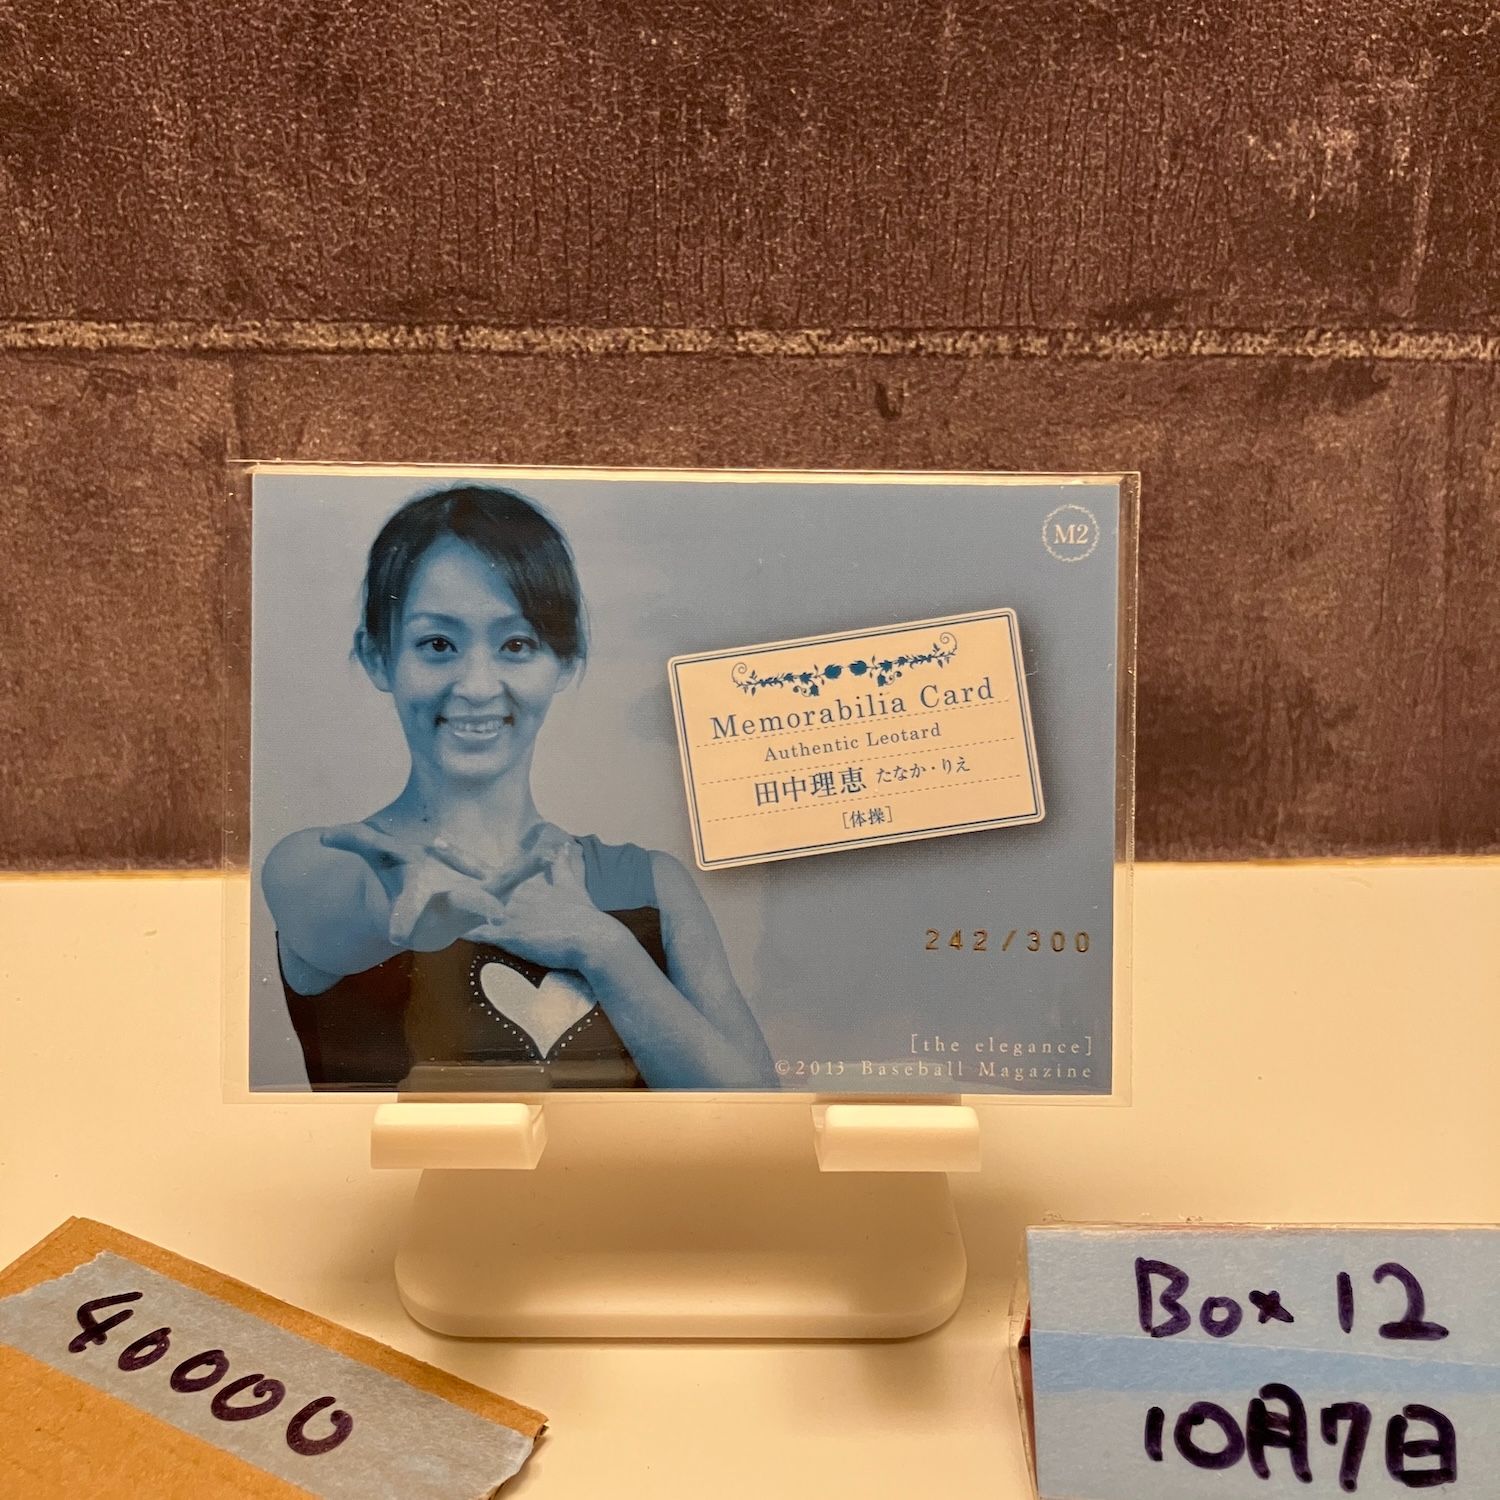 M2
Memorabilia Card
Authentic Leotard
田中理恵 たなか・りえ
[体操]
242/300
[the elegance]
©2013 Baseball Magazine
40000
Box 12
10月7日